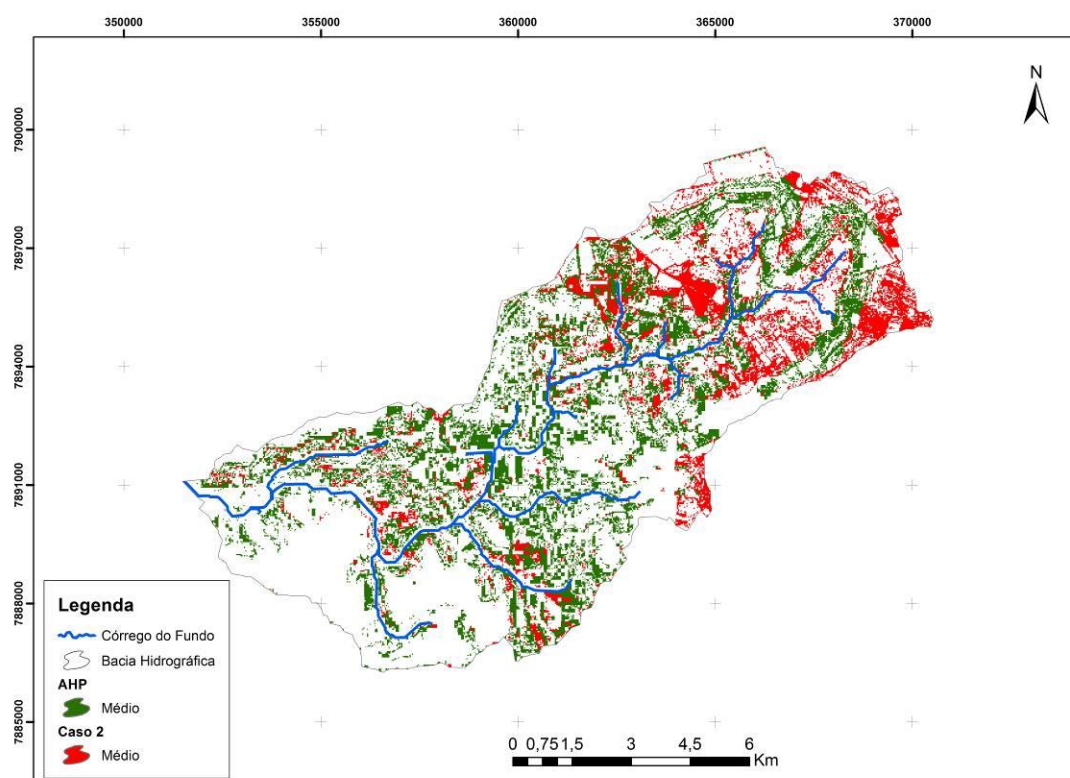 350000 355000 360000 365000 370000
N
7900000
7897000
7894000
7891000
7888000
7885000
Legenda
Córrego do Fundo
Bacia Hidrográfica
AHP
Médio
Caso 2
Médio
0 0,75 1,5 3 4,5 6
Km